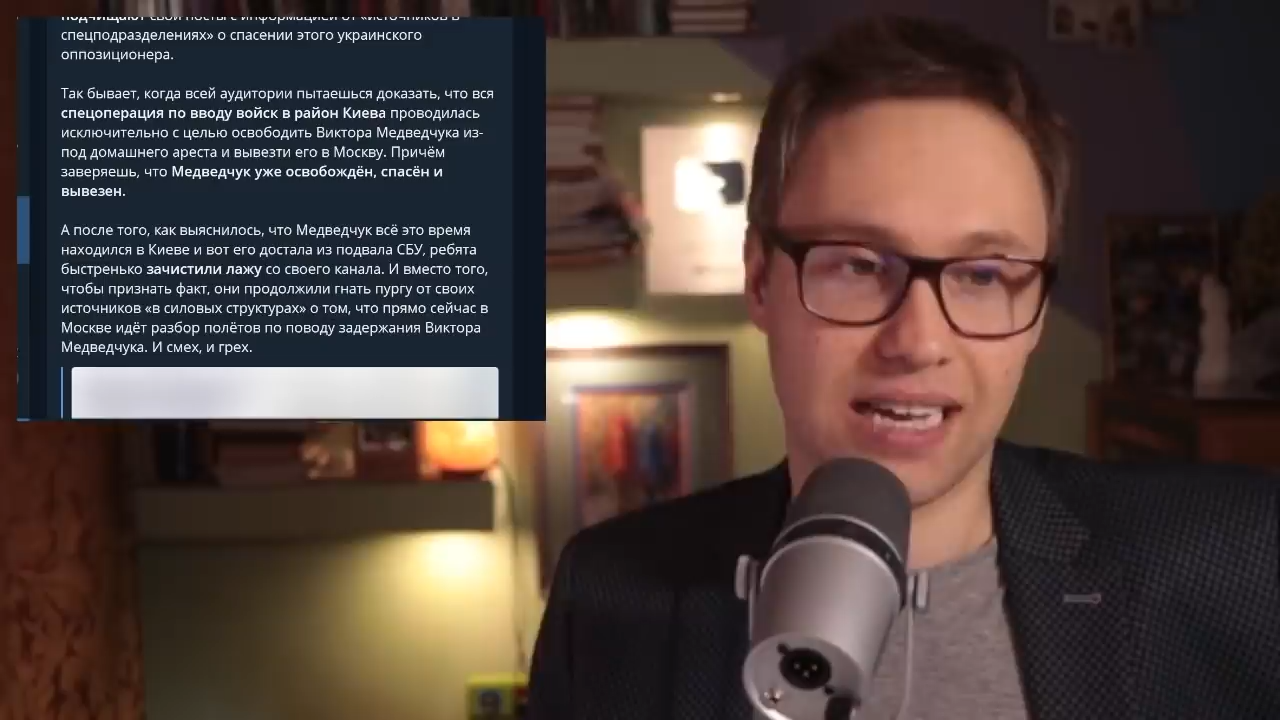 подчищают свои посты с информацией от «источников в
спецподразделениях» о спасении этого украинского
оппозиционера.
Так бывает, когда всей аудитории пытаешься доказать, что вся
спецоперация по вводу войск в район Киева проводилась
исключительно с целью освободить Виктора Медведчука из-
под домашнего ареста и вывезти его в Москву. Причём
заверяешь, что Медведчук уже освобождён, спасён и
вывезен.
А после того, как выяснилось, что Медведчук всё это время
находился в Киеве и вот его достала из подвала СБУ, ребята
быстренько зачистили лажу со своего канала. И вместо того,
чтобы признать факт, они продолжили гнать пургу от своих
источников «в силовых структурах» о том, что прямо сейчас в
Москве идёт разбор полётов по поводу задержания Виктора
Медведчука. И смех, и грех.